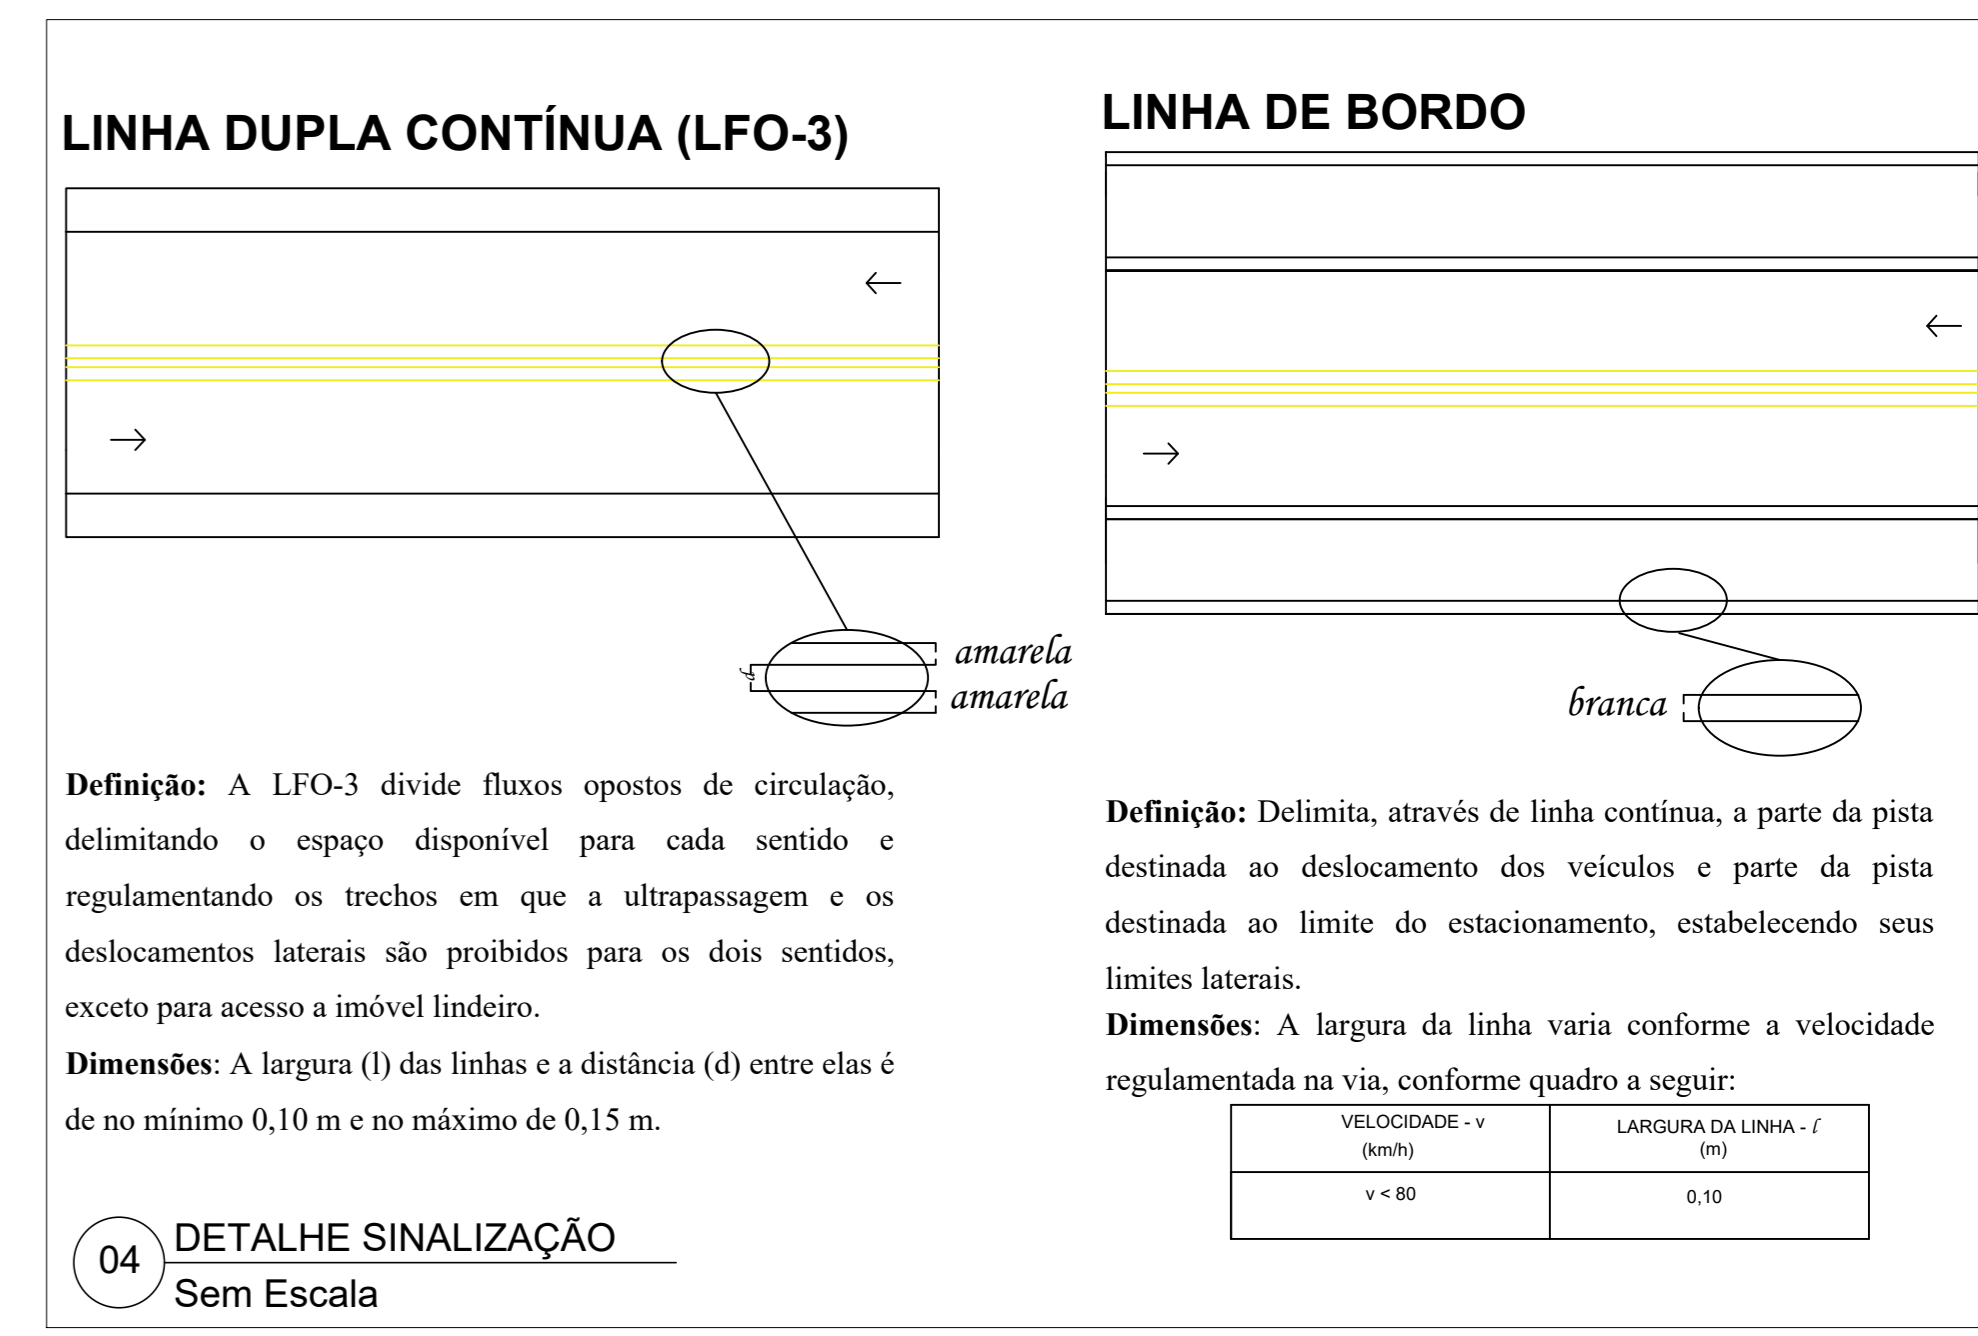 LINHA DUPLA CONTÍNUA (LFO-3)
d
amarela
amarela
Definição: A LFO-3 divide fluxos opostos de circulação,
delimitando o espaço disponível para cada sentido e
regulamentando os trechos em que a ultrapassagem e os
deslocamentos laterais são proibidos para os dois sentidos,
exceto para acesso a imóvel lindeiro.
Dimensões: A largura (l) das linhas e a distância (d) entre elas é
de no mínimo 0,10 m e no máximo de 0,15 m.
04
DETALHE SINALIZAÇÃO
Sem Escala
LINHA DE BORDO
branca
Definição: Delimita, através de linha contínua, a parte da pista
destinada ao deslocamento dos veículos e parte da pista
destinada ao limite do estacionamento, estabelecendo seus
limites laterais.
Dimensões: A largura da linha varia conforme a velocidade
regulamentada na via, conforme quadro a seguir:
VELOCIDADE - v
(km/h)
LARGURA DA LINHA - l
(m)
v < 80
0,10